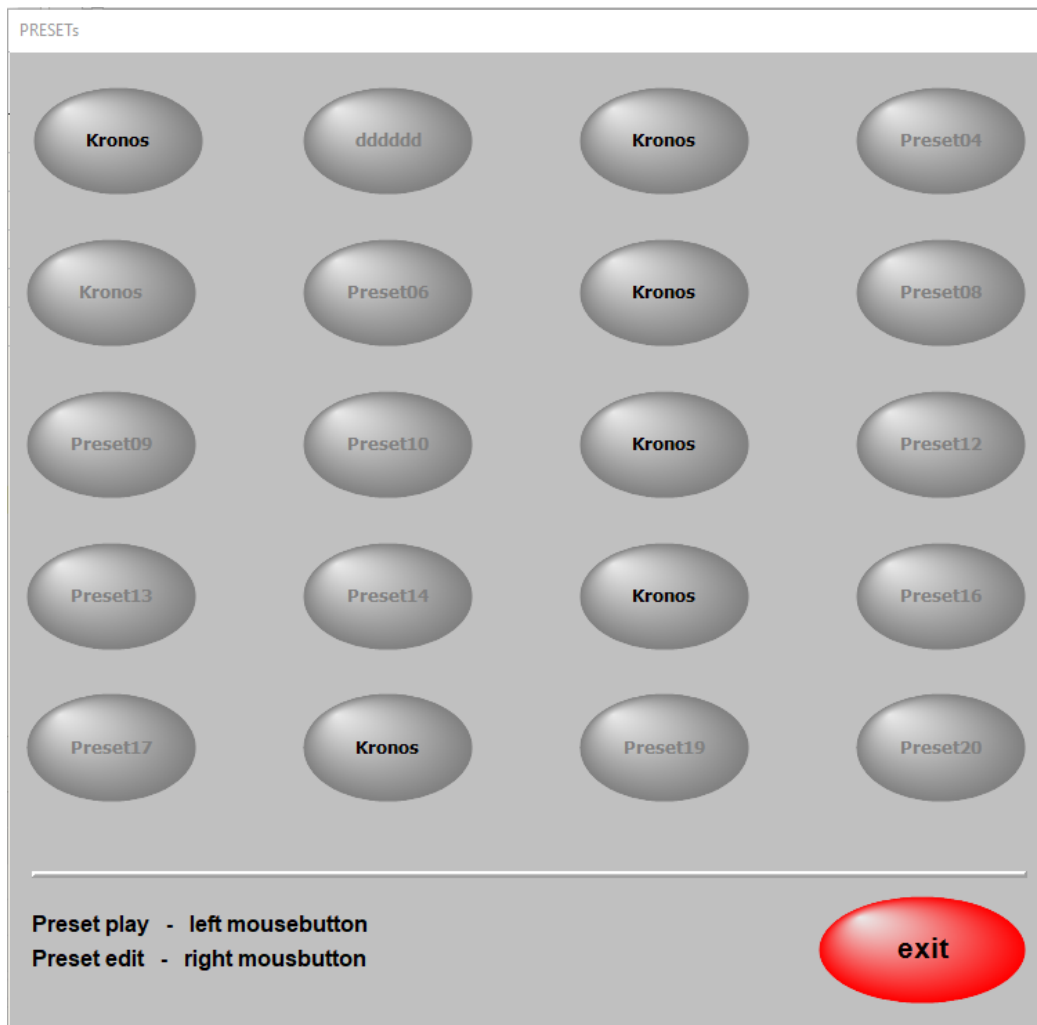 PRESETs
Kronos dddddd Kronos Preset04
Kronos Preset06 Kronos Preset08
Preset09 Preset10 Kronos Preset12
Preset13 Preset14 Kronos Preset16
Preset17 Kronos Preset19 Preset20
Preset play - left mousebutton
Preset edit - right mousbutton
exit